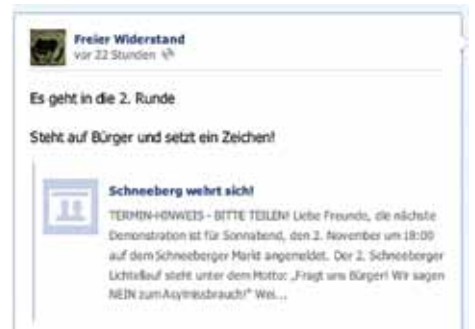 Freier Widerstand
vor 22 Stunden
Es geht in die 2. Runde
Steht auf Bürger und setzt ein Zeichen!
Schneeberg wehrt sich!
TERMIN-HINWEIS - BITTE TEILEN! Liebe Freunde, die nächste
Demonstration ist für Sonnabend, den 2. November um 18:00
auf dem Schneeberger Markt angemeldet. Der 2. Schneeberger
Lichtellauf steht unter dem Motto: „Fragt uns Bürger! Wir sagen
NEIN zum Asylmissbrauch!" Wei...